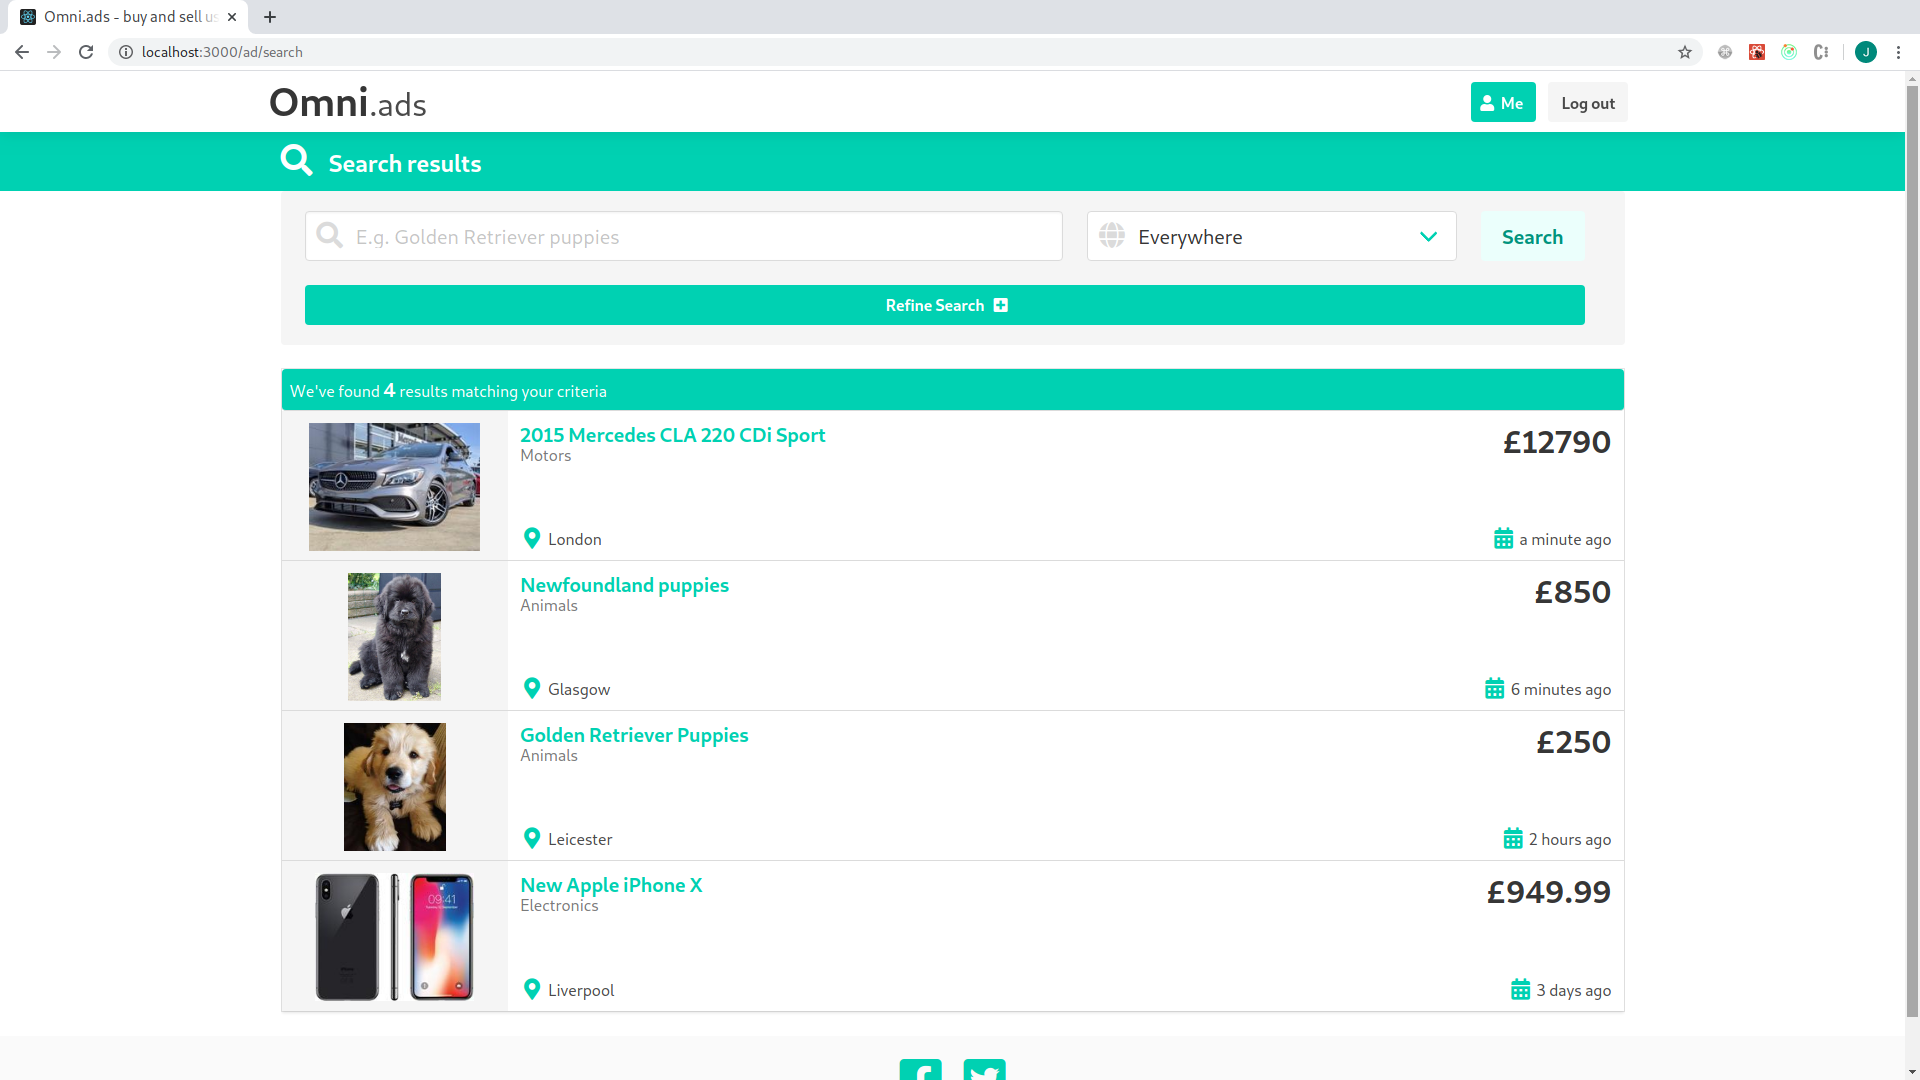 Omni.ads - buy and sell us
localhost:3000/ad/search
J
Omni.ads
Me
Log out
Search results
E.g. Golden Retriever puppies
Everywhere
Search
Refine Search
We've found 4 results matching your criteria
2015 Mercedes CLA 220 CDi Sport
£12790
Motors
London
a minute ago
Newfoundland puppies
£850
Animals
Glasgow
6 minutes ago
Golden Retriever Puppies
£250
Animals
Leicester
2 hours ago
New Apple iPhone X
£949.99
Electronics
09:41
Liverpool
3 days ago